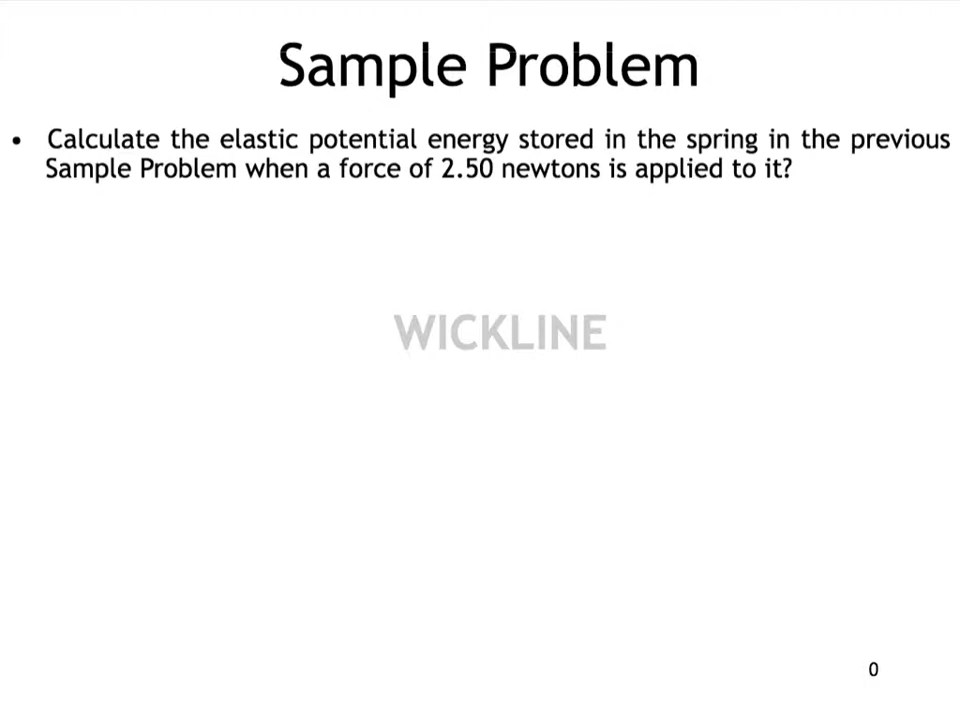 Sample Problem
• Calculate the elastic potential energy stored in the spring in the previous
Sample Problem when a force of 2.50 newtons is applied to it?
WICKLINE
0